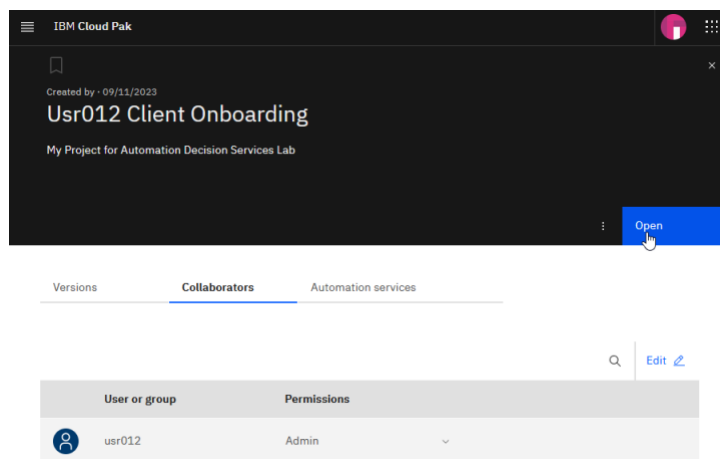 IBM Cloud Pak
Created by · 09/11/2023
Usr012 Client Onboarding
My Project for Automation Decision Services Lab
Open
Versions Collaborators Automation services
Edit
User or group Permissions
usr012 Admin